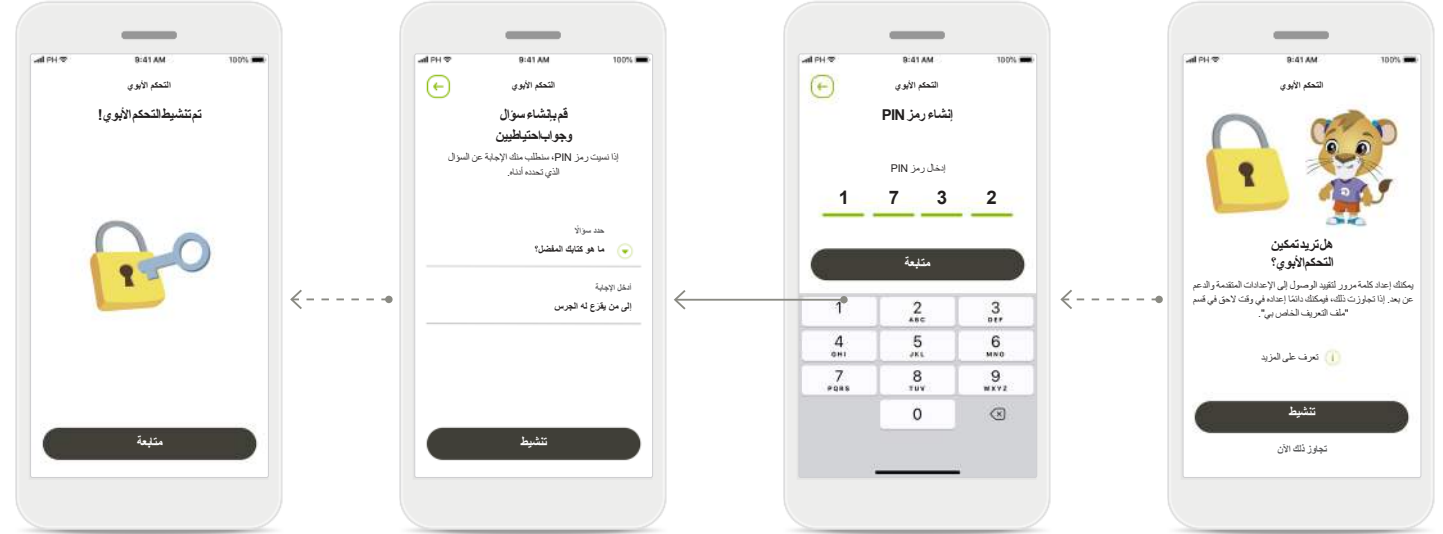 PH
9:41 AM
100%
التحكم الأبوي
هل تريد تمكين
التحكم الأبوي؟
يمكنك إعداد كلمة مرور لتقييد الوصول إلى الإعدادات المتقدمة والدعم
عن بعد. إذا تجاوزت ذلك، فيمكنك دائمًا إعداده في وقت لاحق في قسم
"ملف التعريف الخاص بي".
تعرف على المزيد
تنشيط
تجاوز ذلك الآن
PH
9:41 AM
100%
التحكم الأبوي
إنشاء رمز PIN
إدخال رمز PIN
1 7 3 2
متابعة
1 2 3
ABC DEF
4 5 6
GHI JKL MNO
7 8 9
PQRS TUV WXYZ
0
PH
9:41 AM
100%
التحكم الأبوي
قم بإنشاء سؤال
وجواب احتياطيين
إذا نسيت رمز PIN، سنطلب منك الإجابة عن السؤال
الذي تحدده أدناه.
حدد سؤالًا
ما هو كتابك المفضل؟
أدخل الإجابة
إلى من يقرَع له الجرس
تنشيط
PH
9:41 AM
100%
التحكم الأبوي
تم تنشيط التحكم الأبوي!
متابعة